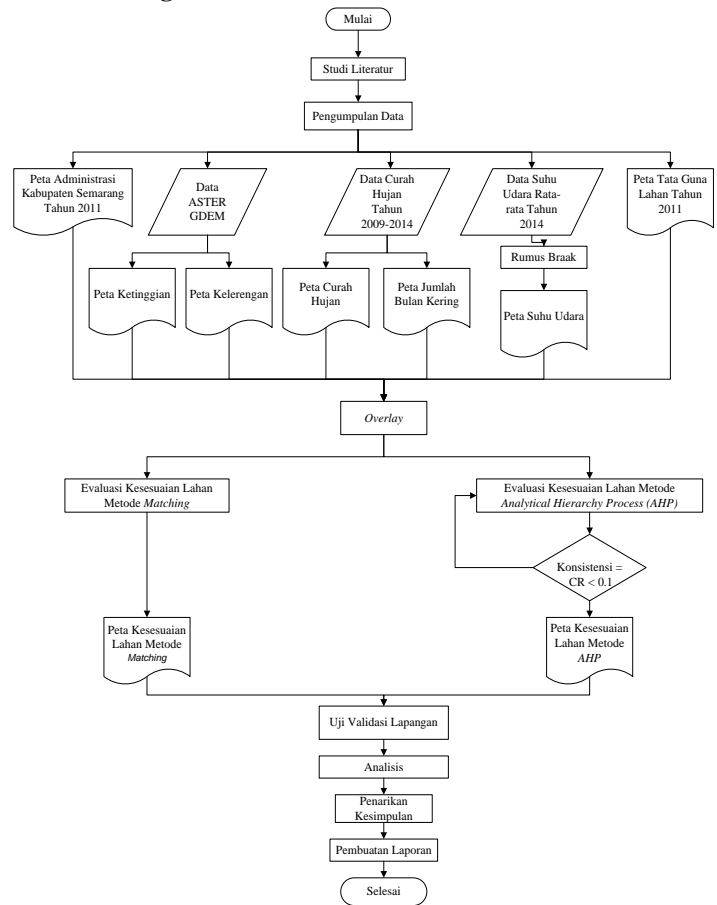 Mulai
Studi Literatur
Pengumpulan Data
Peta Administrasi
Kabupaten Semarang
Tahun 2011
Data
ASTER
GDEM
Data Curah
Hujan
Tahun
2009-2014
Data Suhu
Udara Rata-
rata Tahun
2014
Peta Tata Guna
Lahan Tahun
2011
Rumus Braak
Peta Ketinggian
Peta Kelerengan
Peta Curah
Hujan
Peta Jumlah
Bulan Kering
Peta Suhu Udara
Overlay
Evaluasi Kesesuaian Lahan
Metode Matching
Evaluasi Kesesuaian Lahan Metode
Analytical Hierarchy Process (AHP)
Konsistensi =
CR < 0.1
Peta Kesesuaian
Lahan Metode
Matching
Peta Kesesuaian
Lahan Metode
AHP
Uji Validasi Lapangan
Analisis
Penarikan
Kesimpulan
Pembuatan Laporan
Selesai